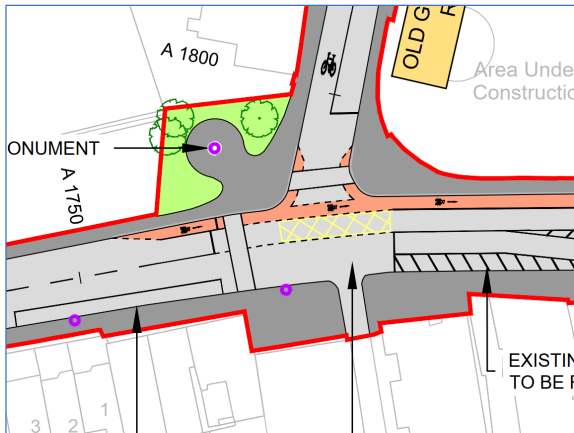 A 1800
OLD G
R
Area Unde
Constructio
ONUMENT
A 1750
EXISTIN
TO BE F
3
2
1